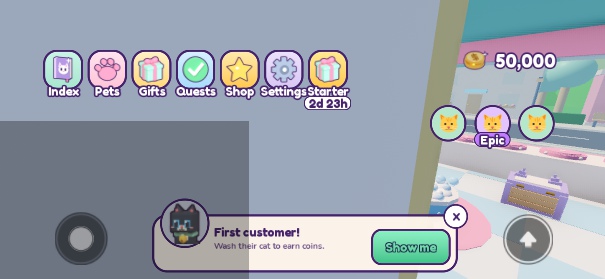 50,000
Index Pets Gifts Quests Shop Settings Starter
2d 23h
Epic
First customer!
Wash their cat to earn coins.
Show me